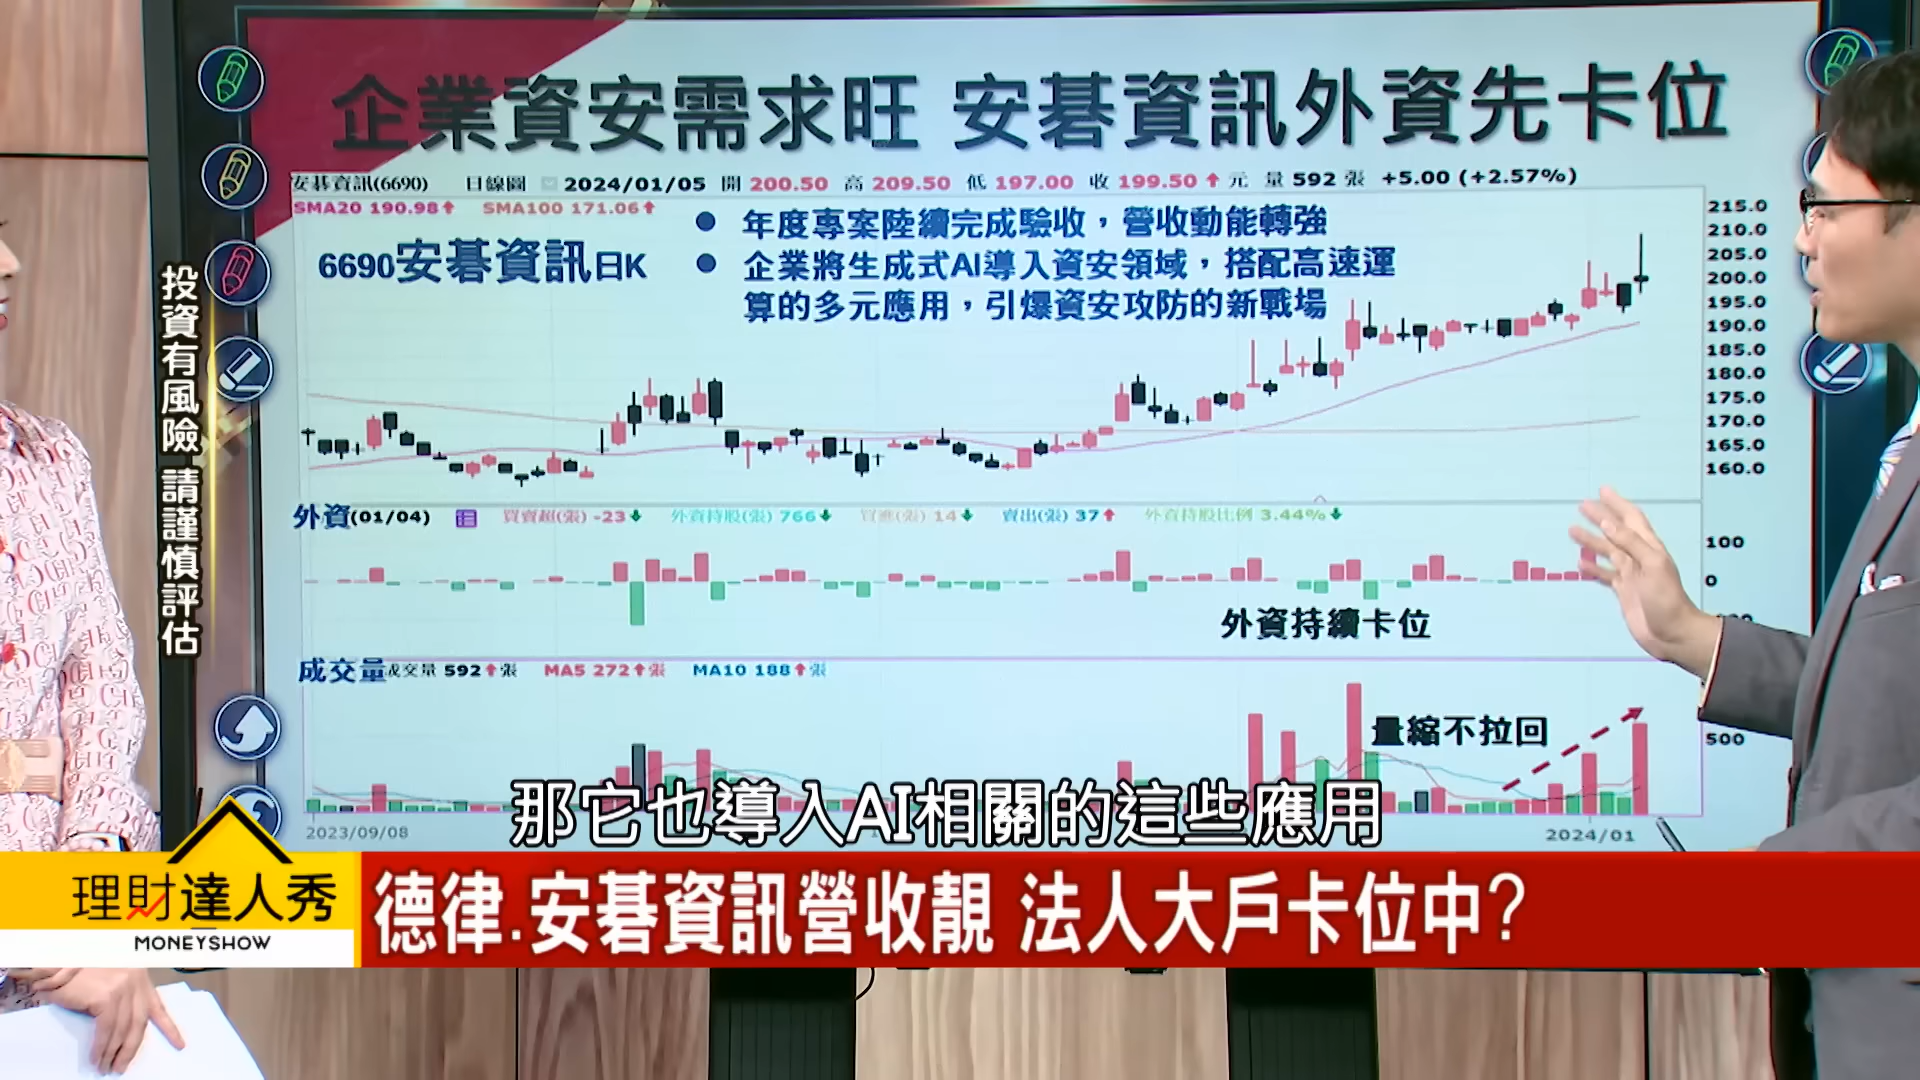 企業資安需求旺 安碁資訊外資先卡位
安碁資訊(6690) 日線圖 2024/01/05 開 200.50 高 209.50 低 197.00 收 199.50↑ 元 量 592 張 +5.00 (+2.57%)
SMA20 190.98↑ SMA100 171.06↑
6690安碁資訊日K
● 年度專案陸續完成驗收，營收動能轉強
● 企業將生成式AI導入資安領域，搭配高速運
算的多元應用，引爆資安攻防的新戰場
215.0
210.0
205.0
200.0
195.0
190.0
185.0
180.0
175.0
170.0
165.0
160.0
投資有風險 請謹慎評估
外資(01/04) 買賣超(張) -23↓ 外資持股(張) 766↓ 買進(張) 14↓ 賣出(張) 37↑ 外資持股比例 3.44%↓
100
0
外資持續卡位
成交量 成交量 592↑張 MA5 272↑張 MA10 188↑張
量縮不拉回
500
2023/09/08
2024/01
那它也導入AI相關的這些應用
理財達人秀
MONEYSHOW
德律.安碁資訊營收靚 法人大戶卡位中?